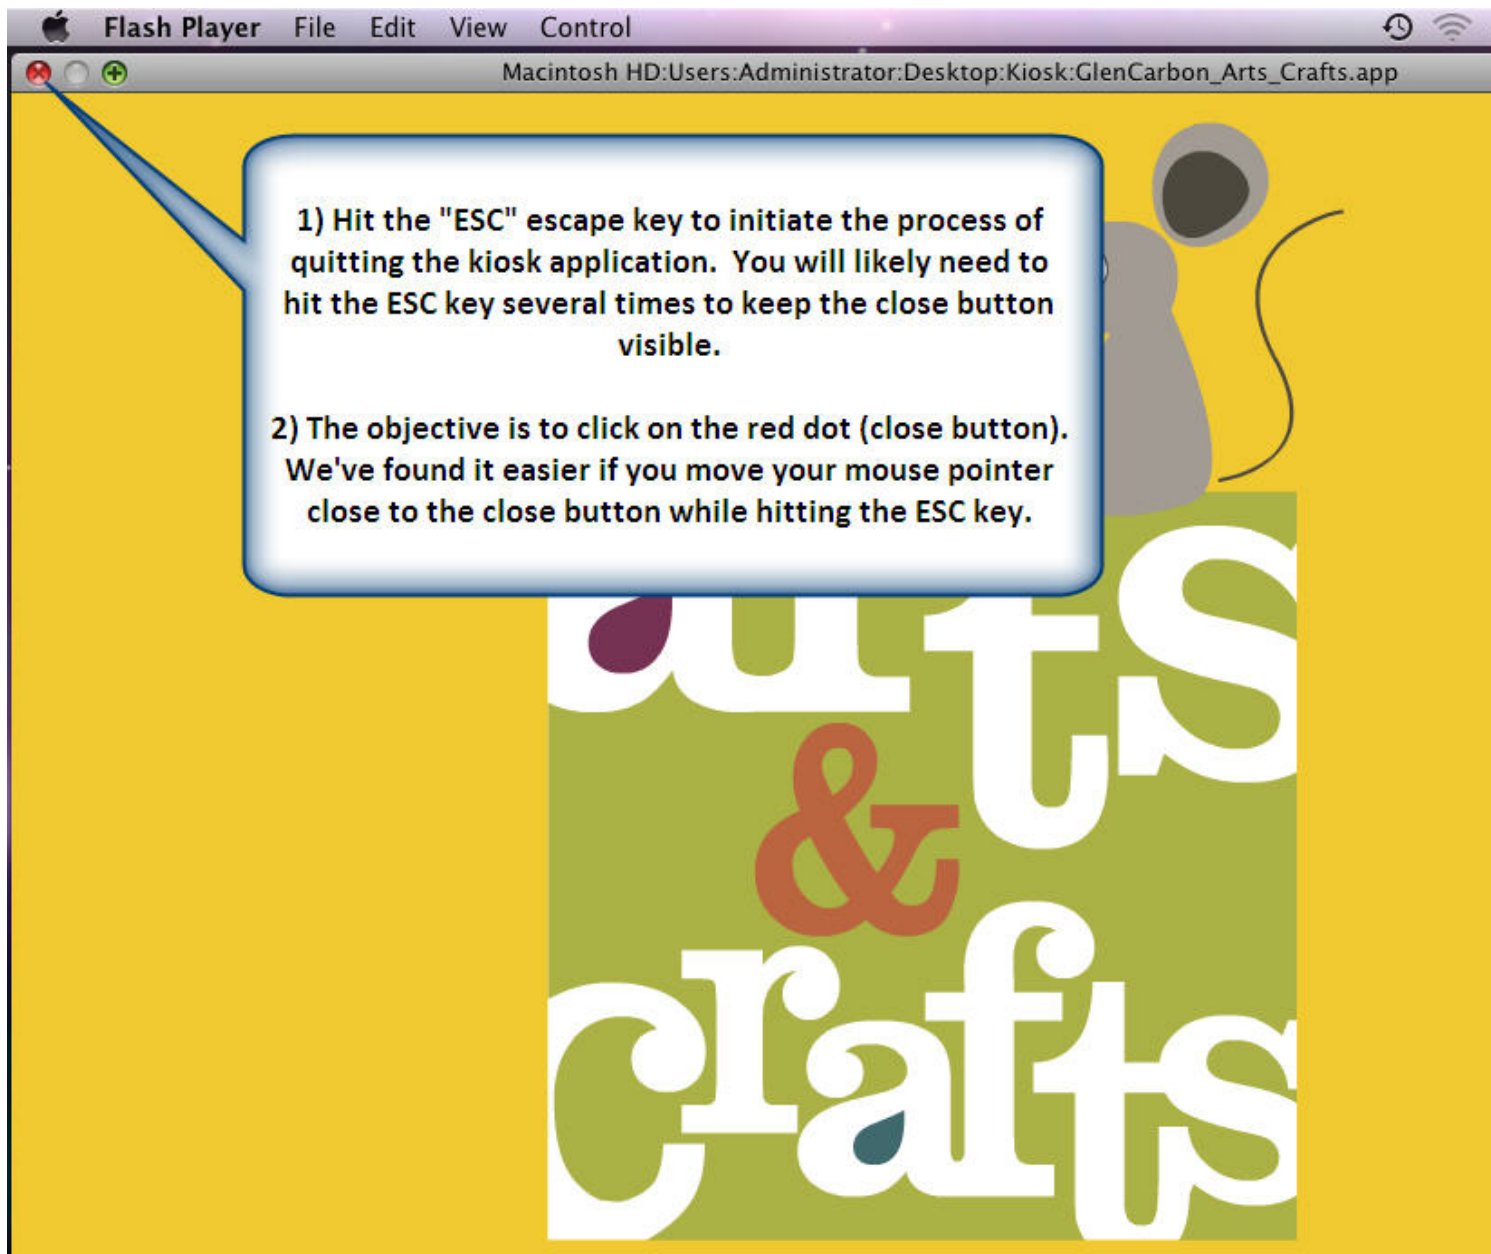 Flash Player File Edit View Control
Macintosh HD:Users:Administrator:Desktop:Kiosk:GlenCarbon_Arts_Crafts.app
1) Hit the "ESC" escape key to initiate the process of
quitting the kiosk application.  You will likely need to
hit the ESC key several times to keep the close button
visible.
2) The objective is to click on the red dot (close button).
We've found it easier if you move your mouse pointer
close to the close button while hitting the ESC key.
arts
&
crafts